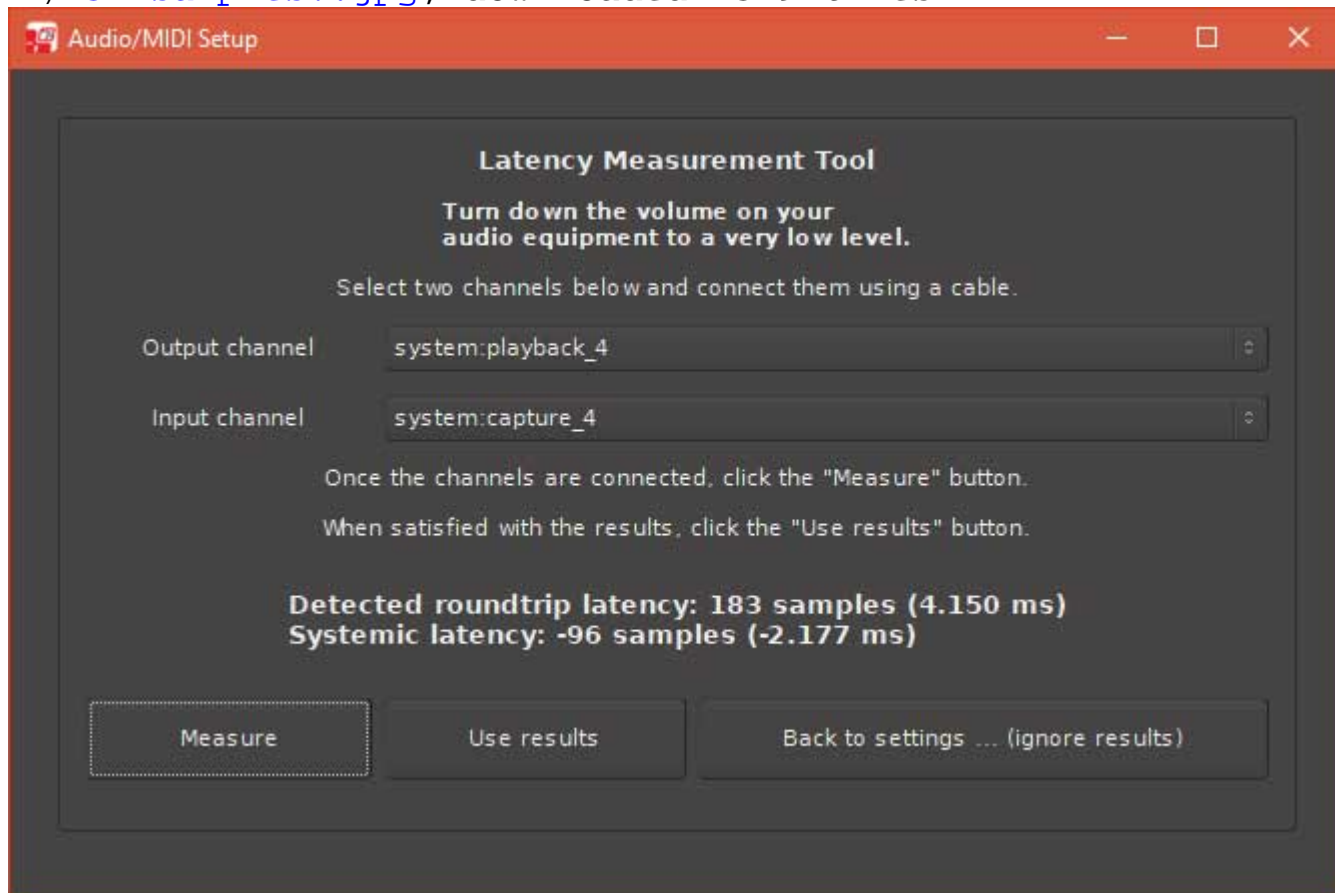 Audio/MIDI Setup
Latency Measurement Tool
Turn down the volume on your
audio equipment to a very low level.
Select two channels below and connect them using a cable.
Output channel system:playback_4
Input channel system:capture_4
Once the channels are connected, click the "Measure" button.
When satisfied with the results, click the "Use results" button.
Detected roundtrip latency: 183 samples (4.150 ms)
Systemic latency: -96 samples (-2.177 ms)
Measure Use results Back to settings ... (ignore results)